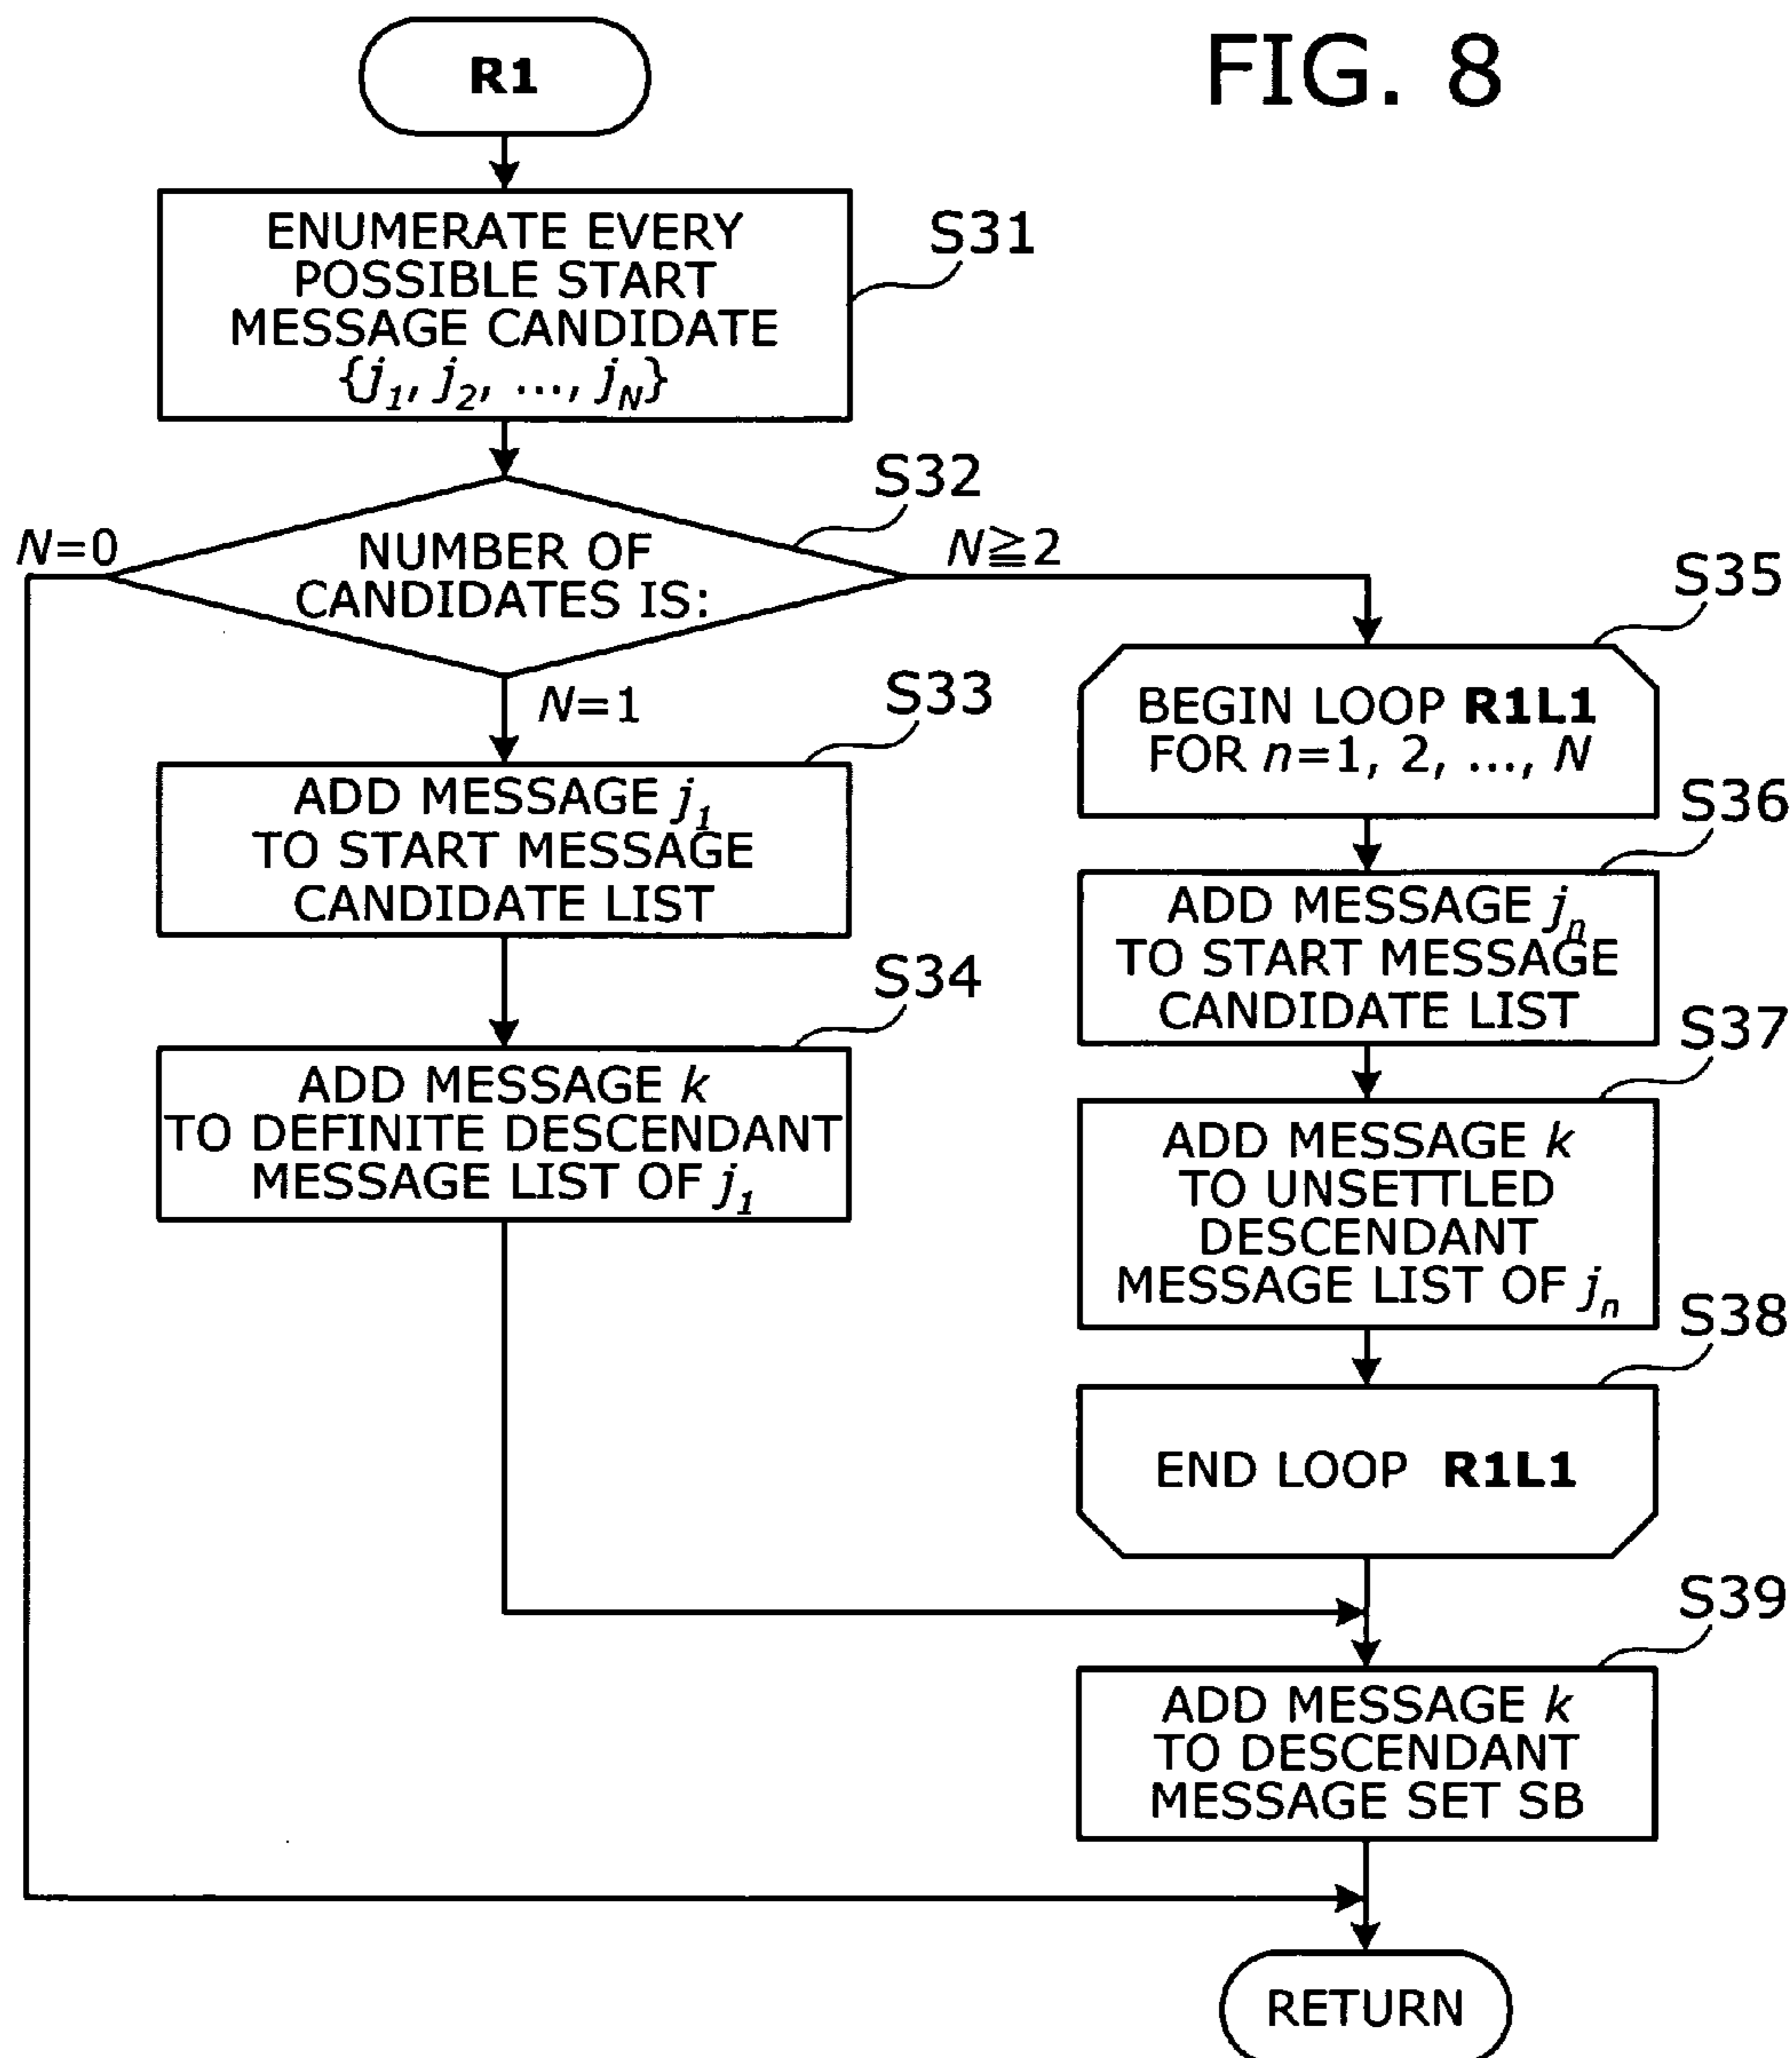 FIG. 8
R1
ENUMERATE EVERY
POSSIBLE START
MESSAGE CANDIDATE
{j1, j2, ..., jN}
S31
S32
NUMBER OF
CANDIDATES IS:
N=0
N≧2
N=1
S33
ADD MESSAGE j1
TO START MESSAGE
CANDIDATE LIST
S34
ADD MESSAGE k
TO DEFINITE DESCENDANT
MESSAGE LIST OF j1
S35
BEGIN LOOP R1L1
FOR n=1, 2, ..., N
S36
ADD MESSAGE jn
TO START MESSAGE
CANDIDATE LIST
S37
ADD MESSAGE k
TO UNSETTLED
DESCENDANT
MESSAGE LIST OF jn
S38
END LOOP R1L1
S39
ADD MESSAGE k
TO DESCENDANT
MESSAGE SET SB
RETURN